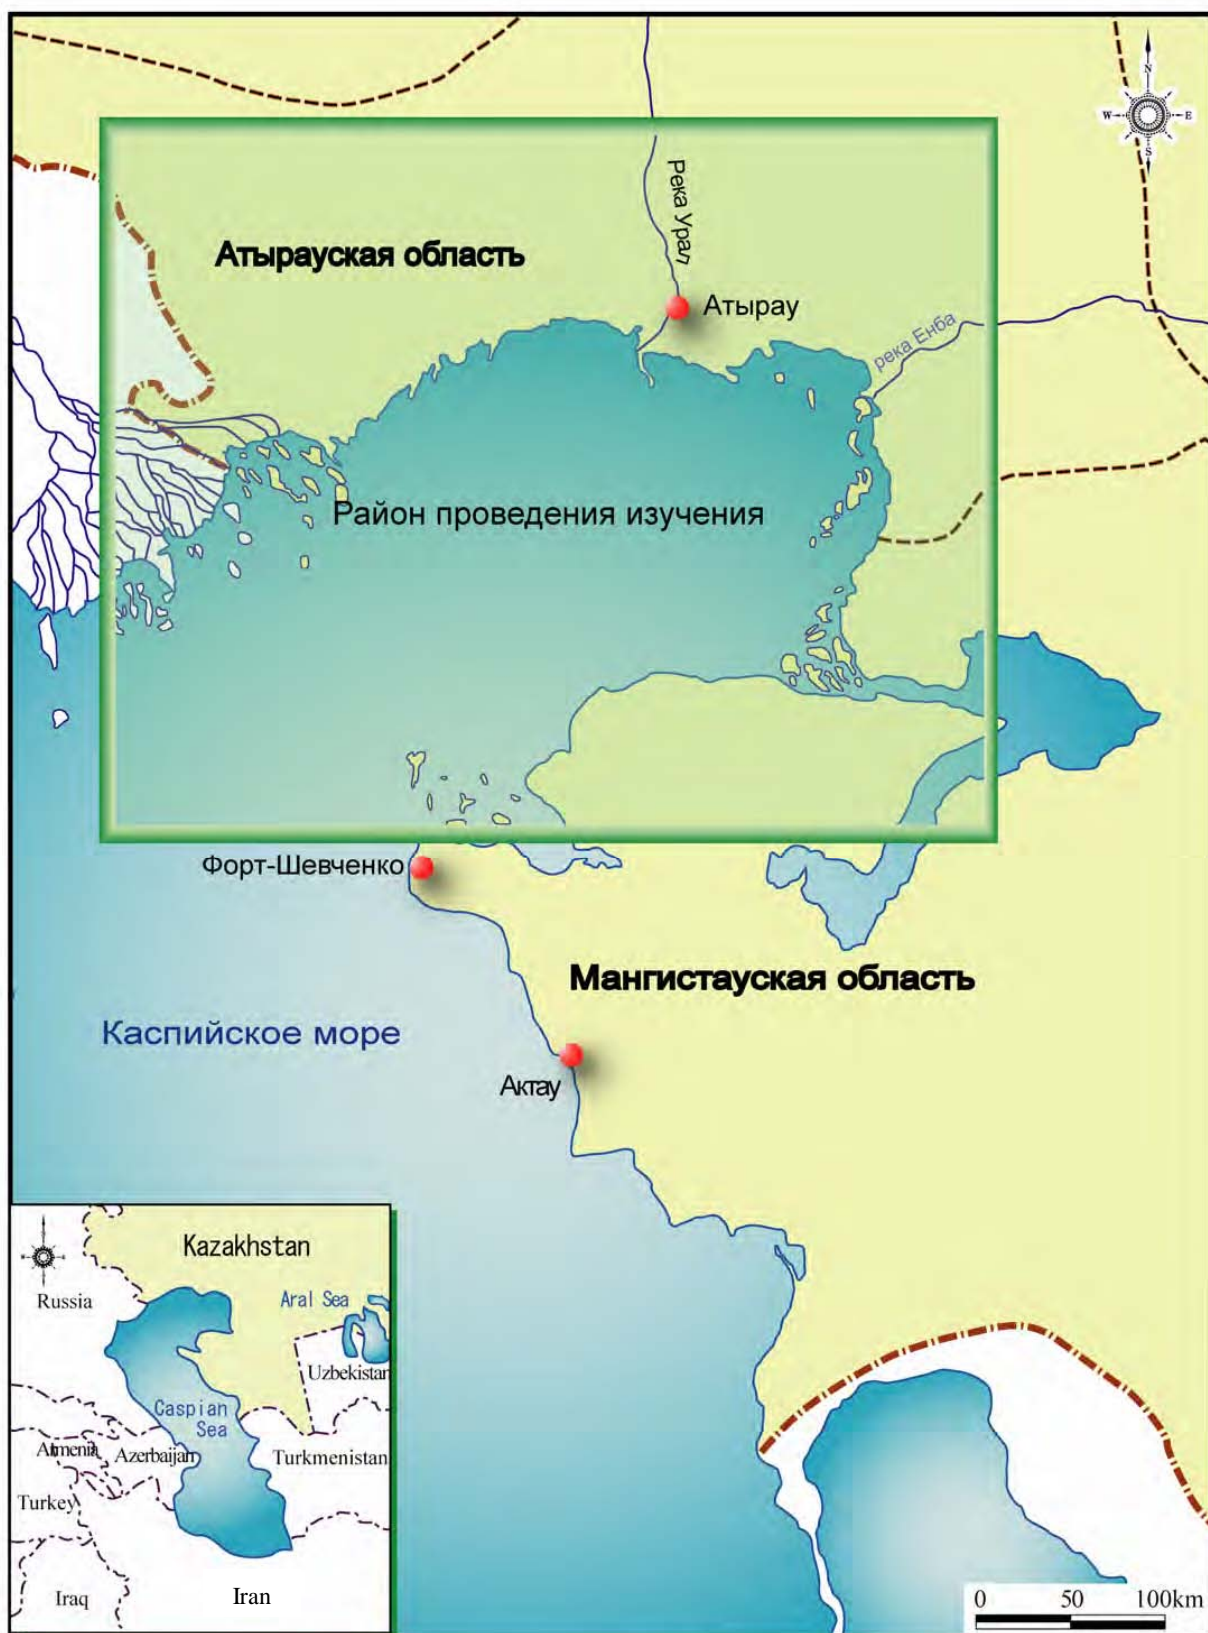 N
W E
S
Река Урал
Атырауская область
Атырау
река Енба
Район проведения изучения
Форт-Шевченко
Мангистауская область
Каспийское море
Актау
Kazakhstan
Russia
Aral Sea
Uzbekistan
Caspian
Sea
Armenia
Azerbaijan
Turkmenistan
Turkey
Iraq
Iran
0 50 100km